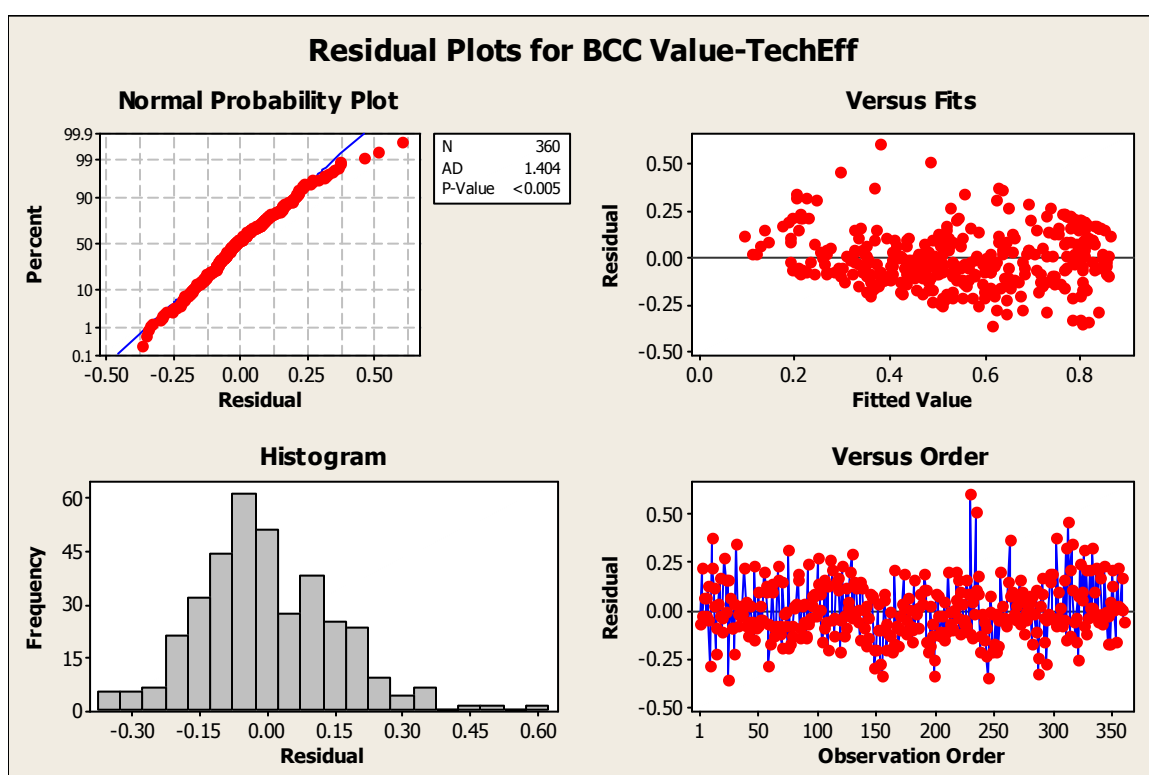 Residual Plots for BCC Value-TechEff
Normal Probability Plot
99.9
99
90
50
10
1
0.1
Percent
-0.50 -0.25 0.00 0.25 0.50
Residual
N 360
AD 1.404
P-Value <0.005
Versus Fits
0.50
0.25
0.00
-0.25
-0.50
Residual
0.0 0.2 0.4 0.6 0.8
Fitted Value
Histogram
60
45
30
15
0
Frequency
-0.30 -0.15 0.00 0.15 0.30 0.45 0.60
Residual
Versus Order
0.50
0.25
0.00
-0.25
-0.50
Residual
1 50 100 150 200 250 300 350
Observation Order